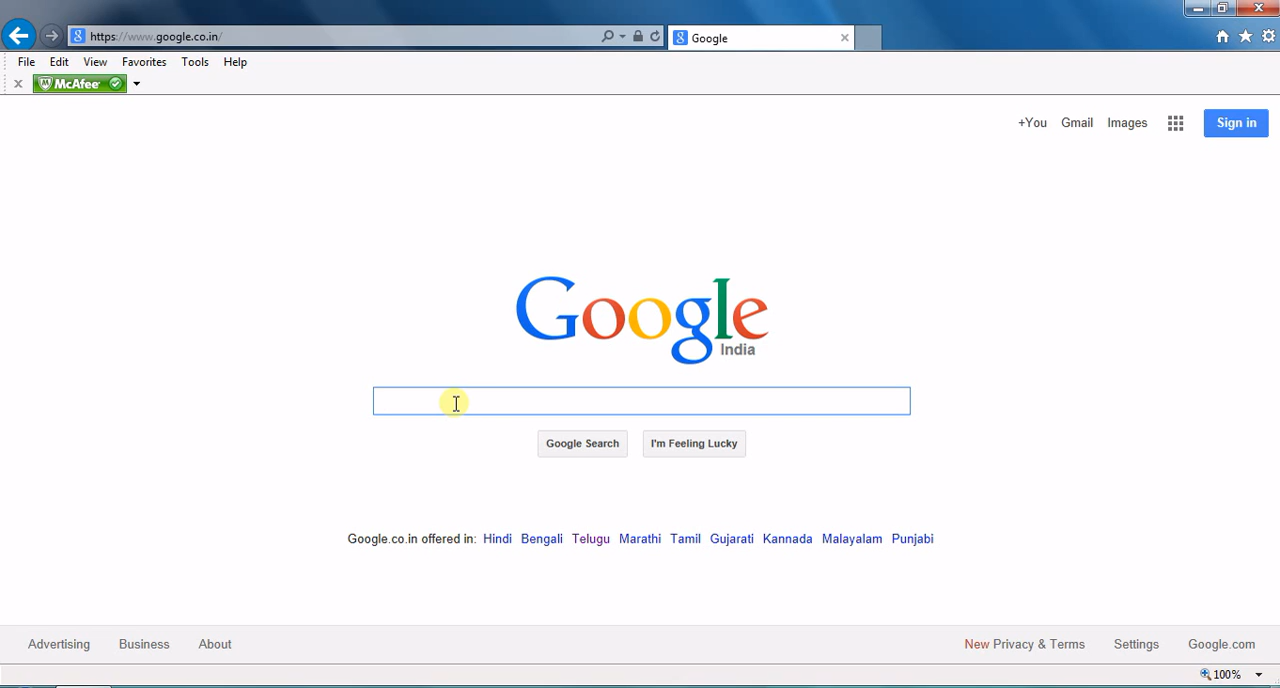 https://www.google.co.in/
Google
File Edit View Favorites Tools Help
McAfee
+You Gmail Images Sign in
Google
India
Google Search I'm Feeling Lucky
Google.co.in offered in: Hindi Bengali Telugu Marathi Tamil Gujarati Kannada Malayalam Punjabi
Advertising Business About New Privacy & Terms Settings Google.com
100%